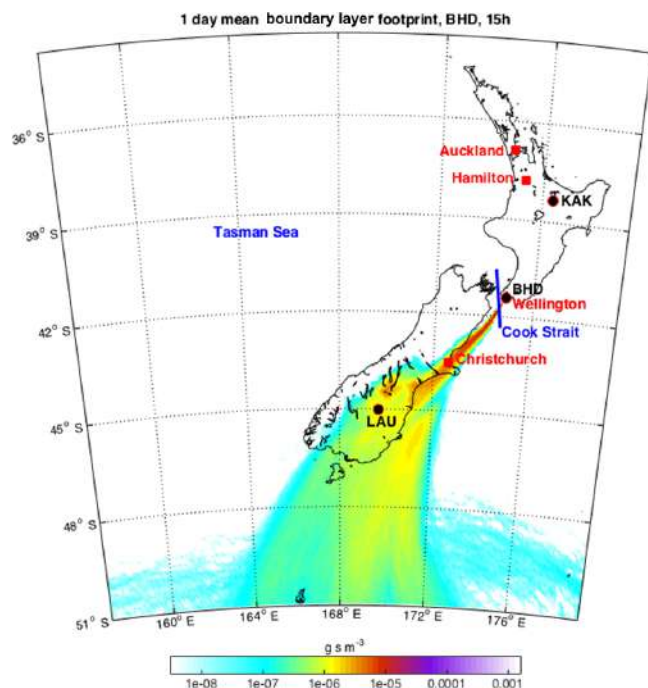 1 day mean boundary layer footprint, BHD, 15h
36° S
39° S
42° S
45° S
48° S
51° S
Auckland
Hamilton
KAK
Tasman Sea
BHD
Wellington
Cook Strait
Christchurch
LAU
160° E
164° E
168° E
172° E
176° E
g s m⁻³
1e-08 1e-07 1e-06 1e-05 0.0001 0.001